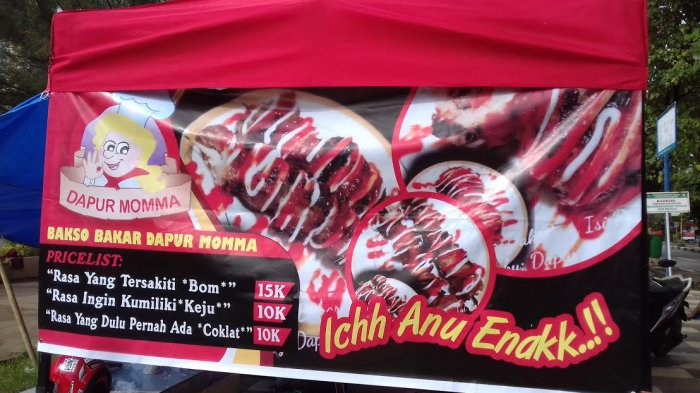 DAPUR MOMMA
BAKSO BAKAR DAPUR MOMMA
PRICELIST:
"Rasa Yang Tersakiti *Bom*" 15K
"Rasa Ingin Kumiliki*Keju*" 10K
"Rasa Yang Dulu Pernah Ada *Coklat*" 10K
Ichh Anu Enakk...!!